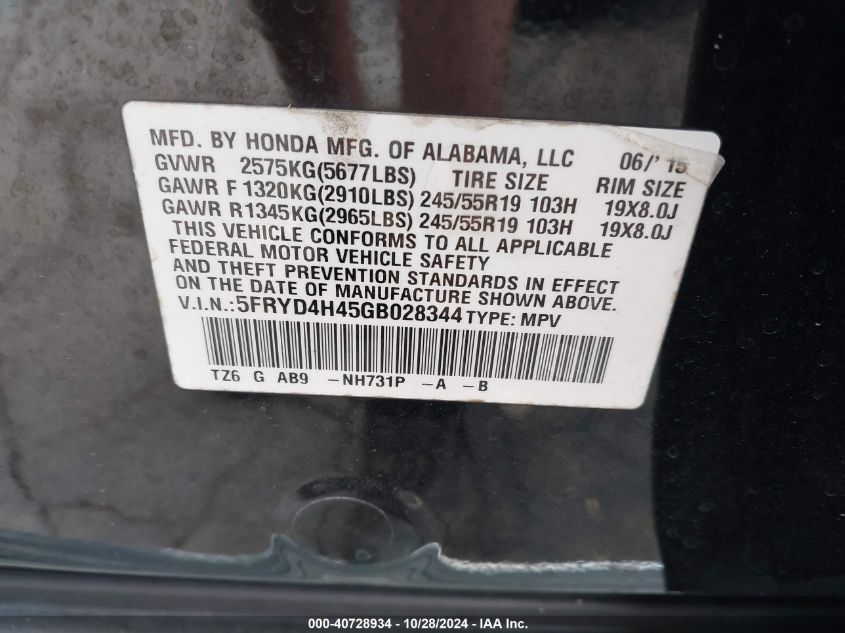 MFD. BY HONDA MFG. OF ALABAMA, LLC 06/'15
GVWR 2575KG(5677LBS) TIRE SIZE RIM SIZE
GAWR F 1320KG(2910LBS) 245/55R19 103H 19X8.0J
GAWR R 1345KG(2965LBS) 245/55R19 103H 19X8.0J
THIS VEHICLE CONFORMS TO ALL APPLICABLE
FEDERAL MOTOR VEHICLE SAFETY
AND THEFT PREVENTION STANDARDS IN EFFECT
ON THE DATE OF MANUFACTURE SHOWN ABOVE.
V.I.N.:5FRYD4H45GB028344 TYPE: MPV
TZ6 G AB9 -NH731P -A -B
000-40728934 - 10/28/2024 - IAA Inc.